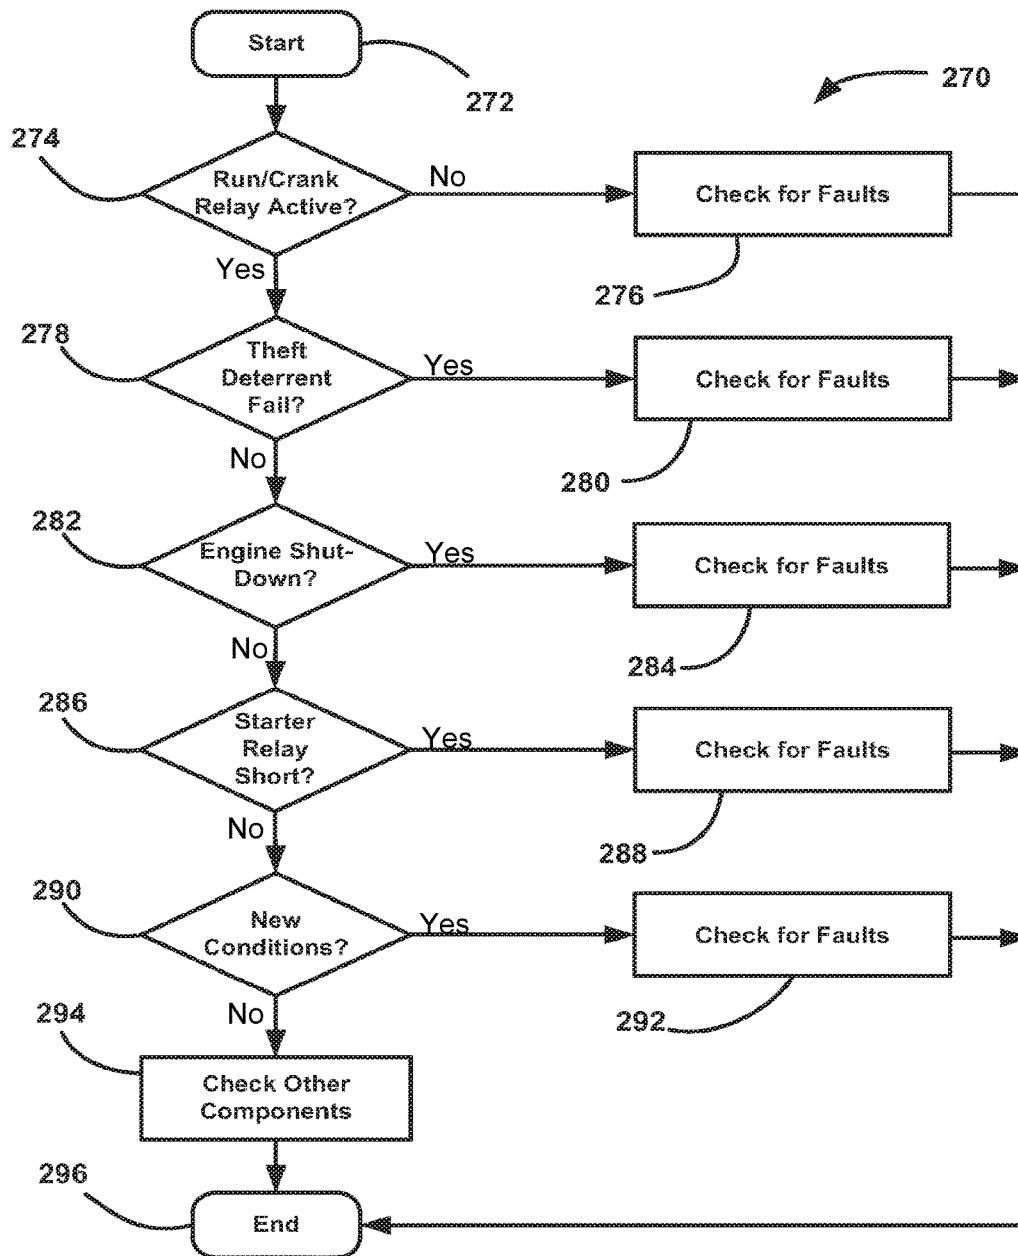 Start
272
270
274
Run/Crank
Relay Active?
No
Check for Faults
276
Yes
278
Theft
Deterrent
Fail?
Yes
Check for Faults
280
No
282
Engine Shut-
Down?
Yes
Check for Faults
284
No
286
Starter
Relay
Short?
Yes
Check for Faults
288
No
290
New
Conditions?
Yes
Check for Faults
292
No
294
Check Other
Components
296
End